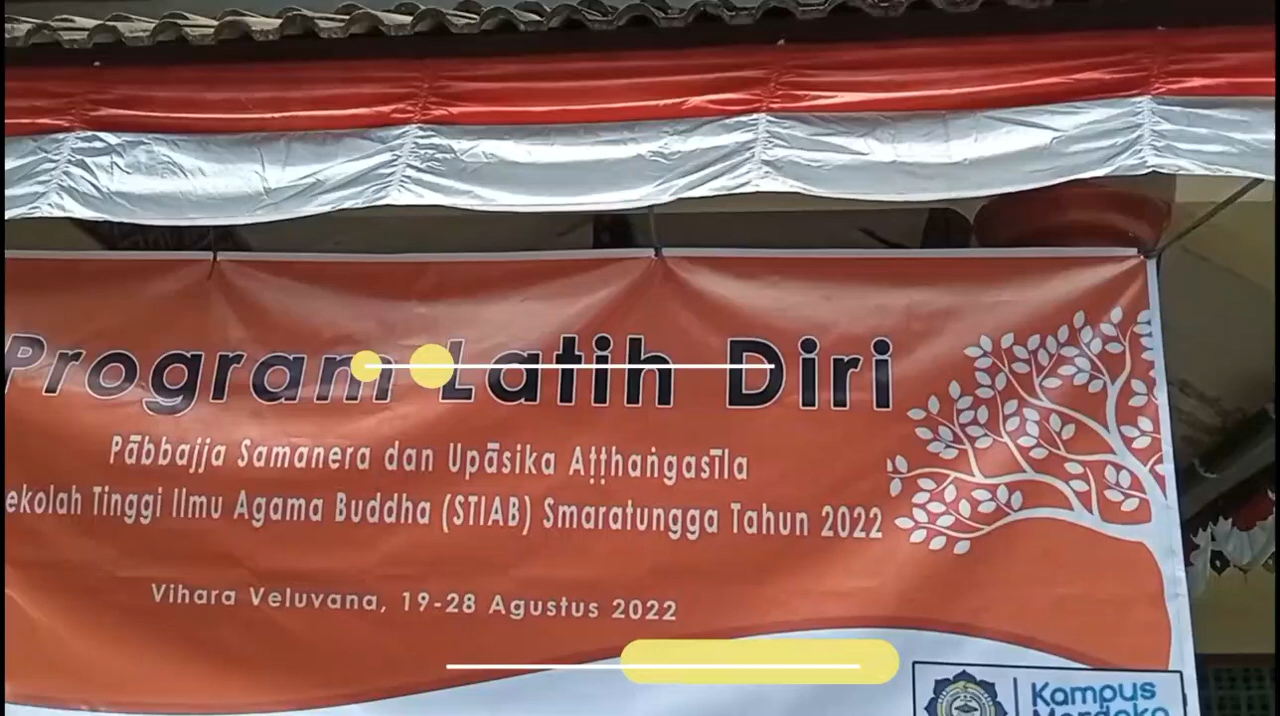 Program Latih Diri
Pābbajja Samanera dan Upāsika Aṭṭhaṅgasīla
ekolah Tinggi Ilmu Agama Buddha (STIAB) Smaratungga Tahun 2022
Vihara Veluvana, 19-28 Agustus 2022
Kampus
Merdeka